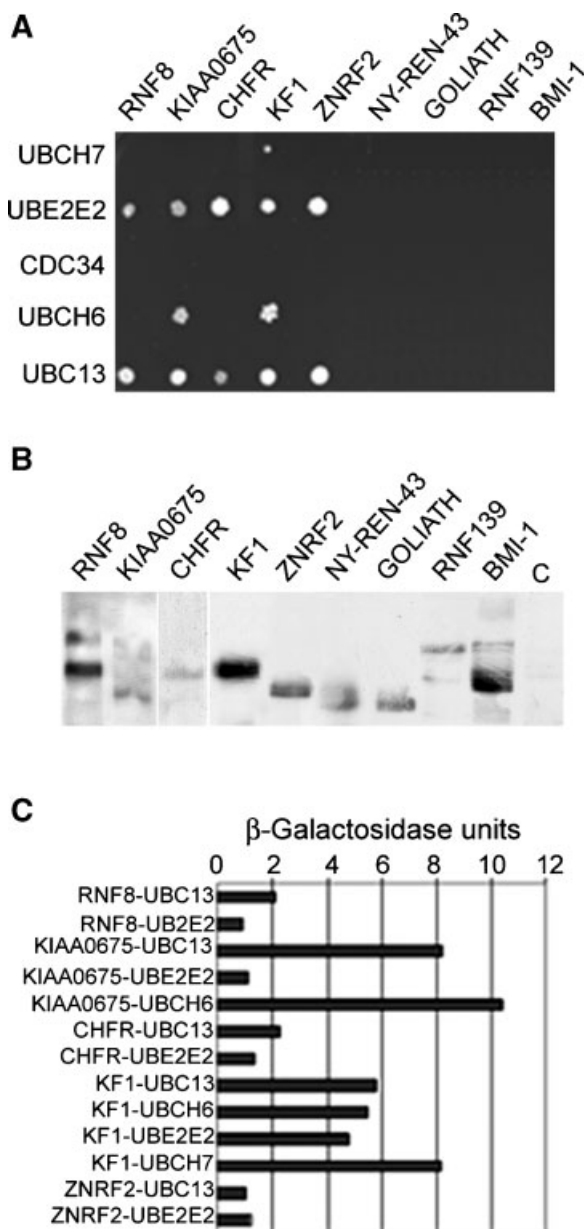 A
RNF8 KIAA0675 CHFR KF1 ZNRF2 NY-REN-43 GOLIATH RNF139 BMI-1
UBCH7
UBE2E2
CDC34
UBCH6
UBC13
B
RNF8 KIAA0675 CHFR KF1 ZNRF2 NY-REN-43 GOLIATH RNF139 BMI-1 C
C
β-Galactosidase units
0 2 4 6 8 10 12
RNF8-UBC13
RNF8-UB2E2
KIAA0675-UBC13
KIAA0675-UBE2E2
KIAA0675-UBCH6
CHFR-UBC13
CHFR-UBE2E2
KF1-UBC13
KF1-UBCH6
KF1-UBE2E2
KF1-UBCH7
ZNRF2-UBC13
ZNRF2-UBE2E2